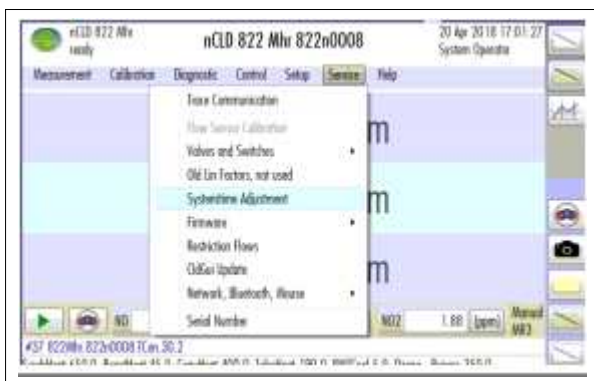 nCLD 822 Mhr
ready
nCLD 822 Mhr 822n0008
20 Apr 2018 17:01:27
System Operator
Measurement Calibration Diagnostic Control Setup Service Help
Trace Communication
Flow Sensor Calibration
Valves and Switches
Old Lin Factors, not used
Systemtime Adjustment
Firmware
Restriction Flows
CldGui Update
Network, Bluetooth, Mouse
Serial Number
m
m
m
NO
NO2 1.88 (ppm) Manual
MR2
#37 822Mhr 822n0008 TCen.30.2